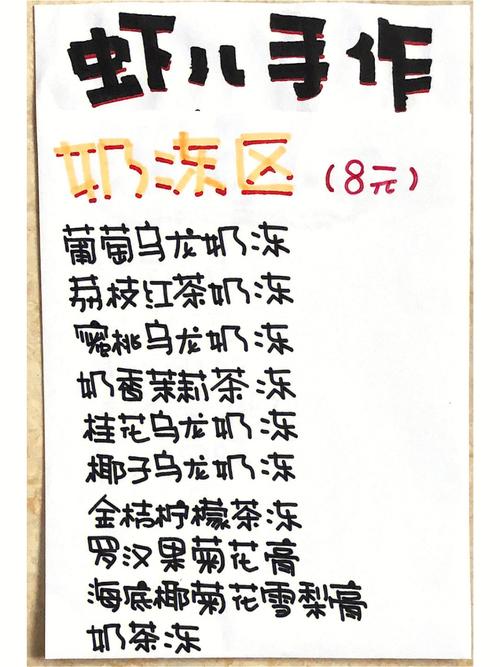 虾儿手作
奶冻区（8元）
葡萄乌龙奶冻
荔枝红茶奶冻
蜜桃乌龙奶冻
奶香茉莉茶冻
桂花乌龙奶冻
椰子乌龙奶冻
金桔柠檬茶冻
罗汉果菊花膏
海底椰菊花雪梨膏
奶茶冻